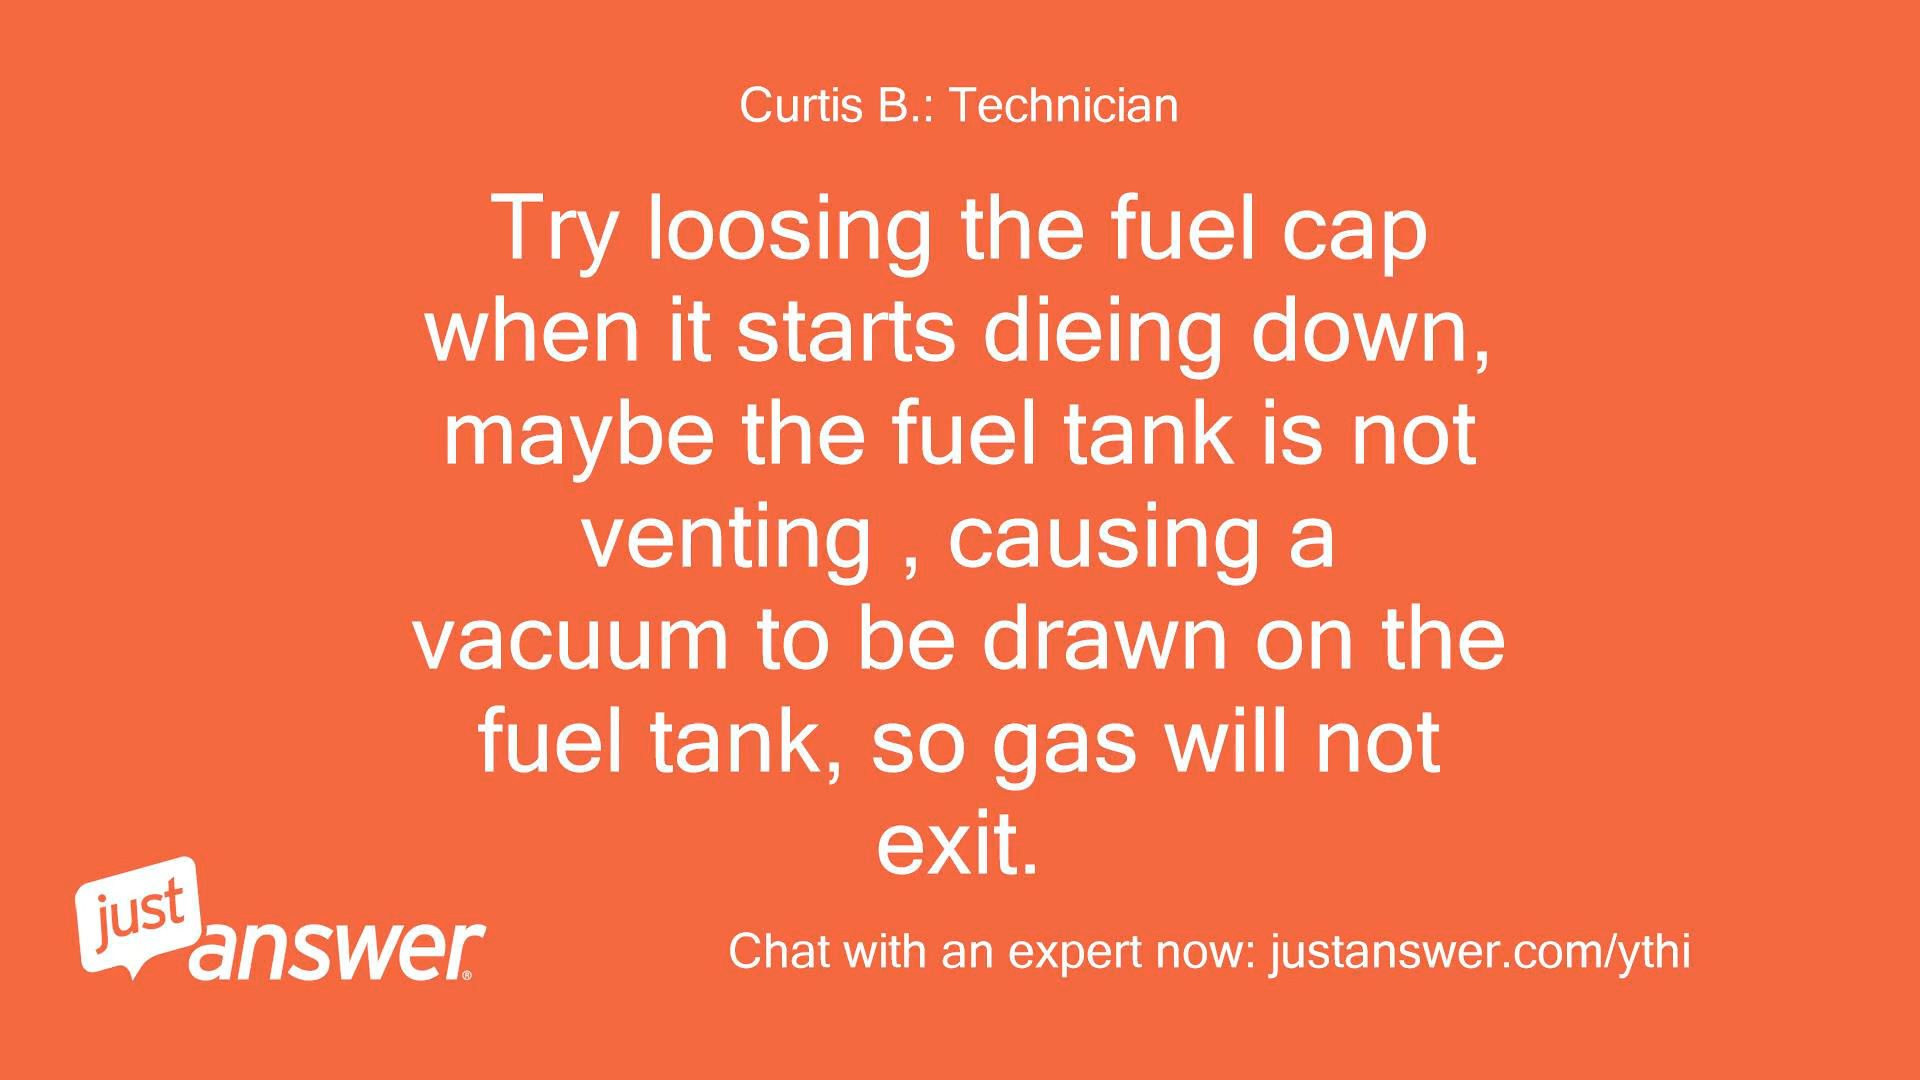 Curtis B.: Technician
Try loosing the fuel cap
when it starts dieing down,
maybe the fuel tank is not
venting , causing a
vacuum to be drawn on the
fuel tank, so gas will not
exit.
just
answer®
Chat with an expert now: justanswer.com/ythi